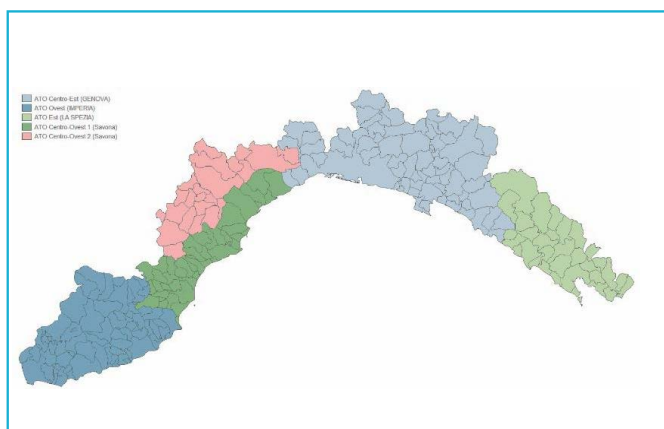 ATO Centro-Est (GENOVA)
ATO Ovest (IMPERIA)
ATO Est (LA SPEZIA)
ATO Centro-Ovest 1 (Savona)
ATO Centro-Ovest 2 (Savona)